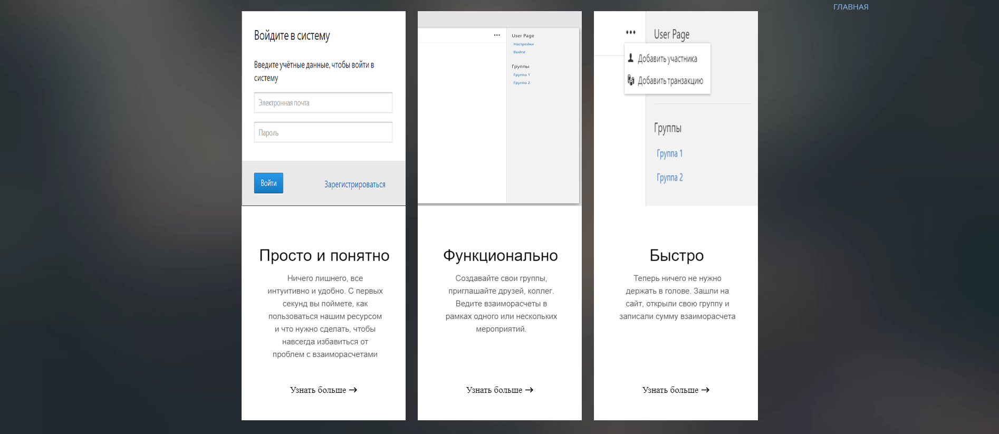 ГЛАВНАЯ
Войдите в систему
Введите учётные данные, чтобы войти в
систему
Электронная почта
Пароль
Войти
Зарегистрироваться
Просто и понятно
Ничего лишнего, все
интуитивно и удобно. С первых
секунд вы поймете, как
пользоваться нашим ресурсом
и что нужно сделать, чтобы
навсегда избавиться от
проблем с взаиморасчетами
Узнать больше →
User Page
Настройки
Выйти
Группы
Группа 1
Группа 2
Функционально
Создавайте свои группы,
приглашайте друзей, коллег.
Ведите взаиморасчеты в
рамках одного или нескольких
мероприятий.
Узнать больше →
User Page
Добавить участника
Добавить транзакцию
Группы
Группа 1
Группа 2
Быстро
Теперь ничего не нужно
держать в голове. Зашли на
сайт, открыли свою группу и
записали сумму взаиморасчета
Узнать больше →